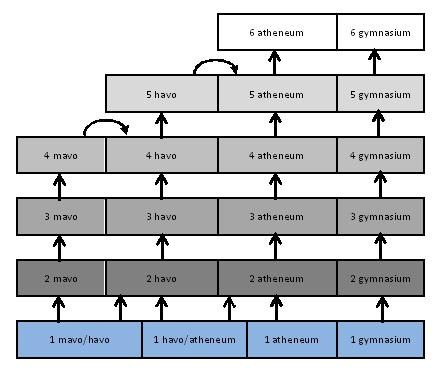 6 atheneum 6 gymnasium
5 havo 5 atheneum 5 gymnasium
4 mavo 4 havo 4 atheneum 4 gymnasium
3 mavo 3 havo 3 atheneum 3 gymnasium
2 mavo 2 havo 2 atheneum 2 gymnasium
1 mavo/havo 1 havo/atheneum 1 atheneum 1 gymnasium